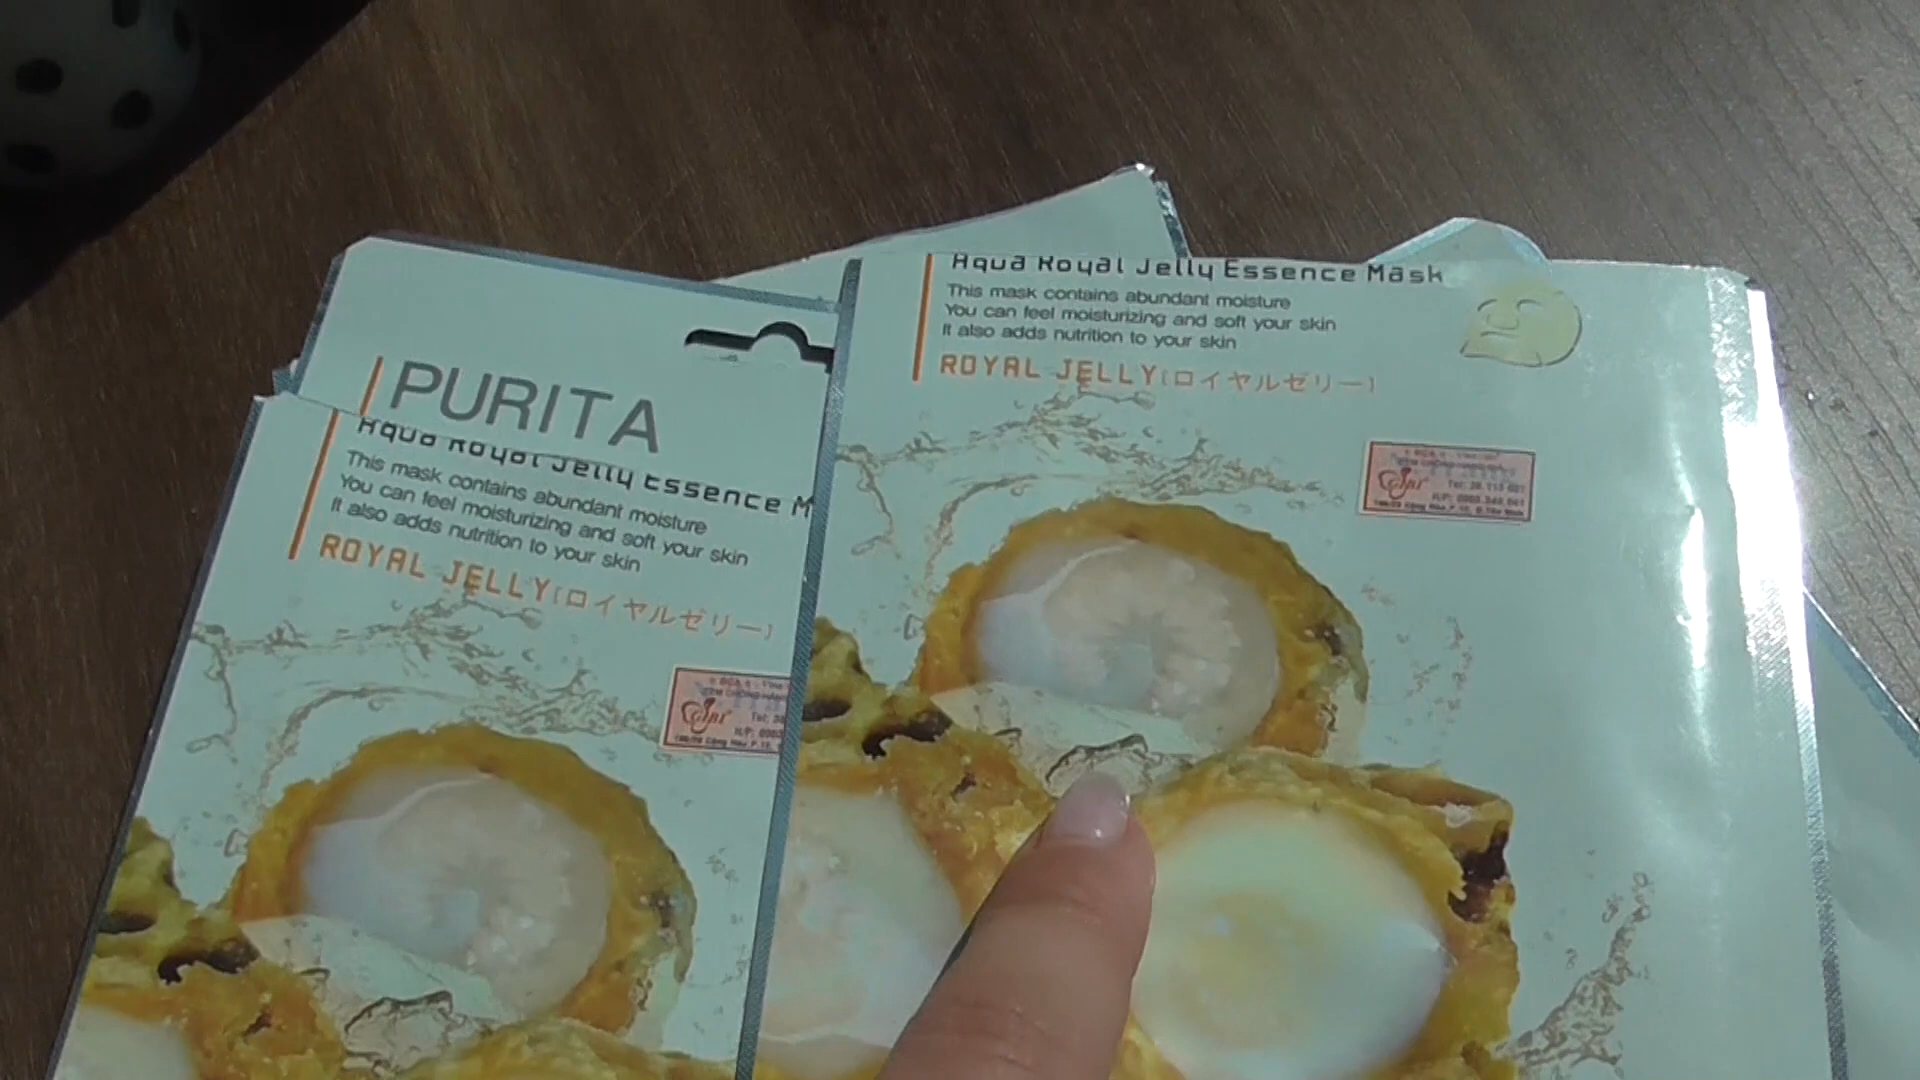 PURITA
Aqua Royal Jelly Essence M
This mask contains abundant moisture
You can feel moisturizing and soft your skin
It also adds nutrition to your skin
ROYAL JELLY(ロイヤルゼリー)
Aqua Royal Jelly Essence Mask
This mask contains abundant moisture
You can feel moisturizing and soft your skin
It also adds nutrition to your skin
ROYAL JELLY(ロイヤルゼリー)
Tel:
H/P: